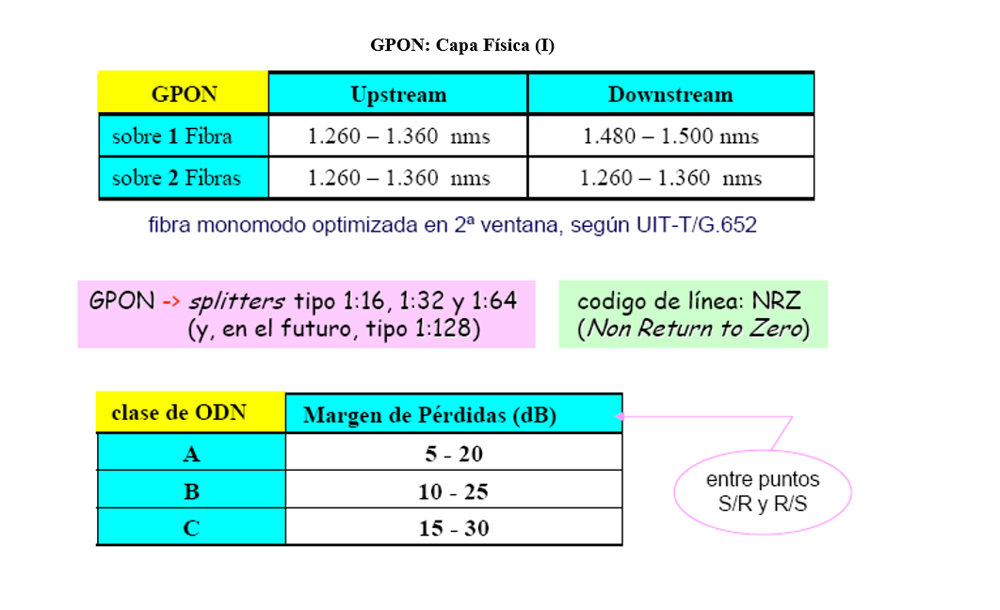 GPON: Capa Física (I)
GPON Upstream Downstream
sobre 1 Fibra 1.260 – 1.360 nms 1.480 – 1.500 nms
sobre 2 Fibras 1.260 – 1.360 nms 1.260 – 1.360 nms
fibra monomodo optimizada en 2ª ventana, según UIT-T/G.652
GPON -> splitters tipo 1:16, 1:32 y 1:64
(y, en el futuro, tipo 1:128)
codigo de línea: NRZ
(Non Return to Zero)
clase de ODN Margen de Pérdidas (dB)
A 5 - 20
B 10 - 25
C 15 - 30
entre puntos
S/R y R/S